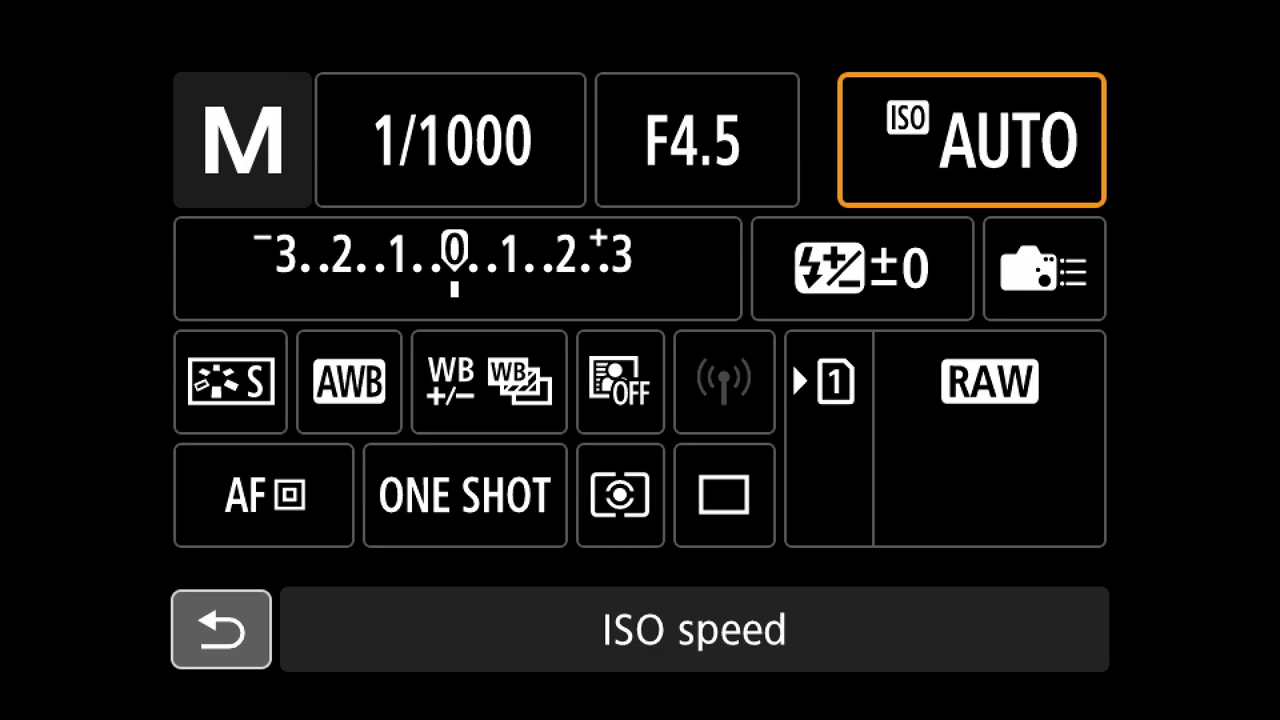 M 1/1000 F4.5 ISO AUTO
-3..2..1..0..1..2.+.3 ±0
S AWB WB +/- WB OFF 1 RAW
AF ONE SHOT
ISO speed